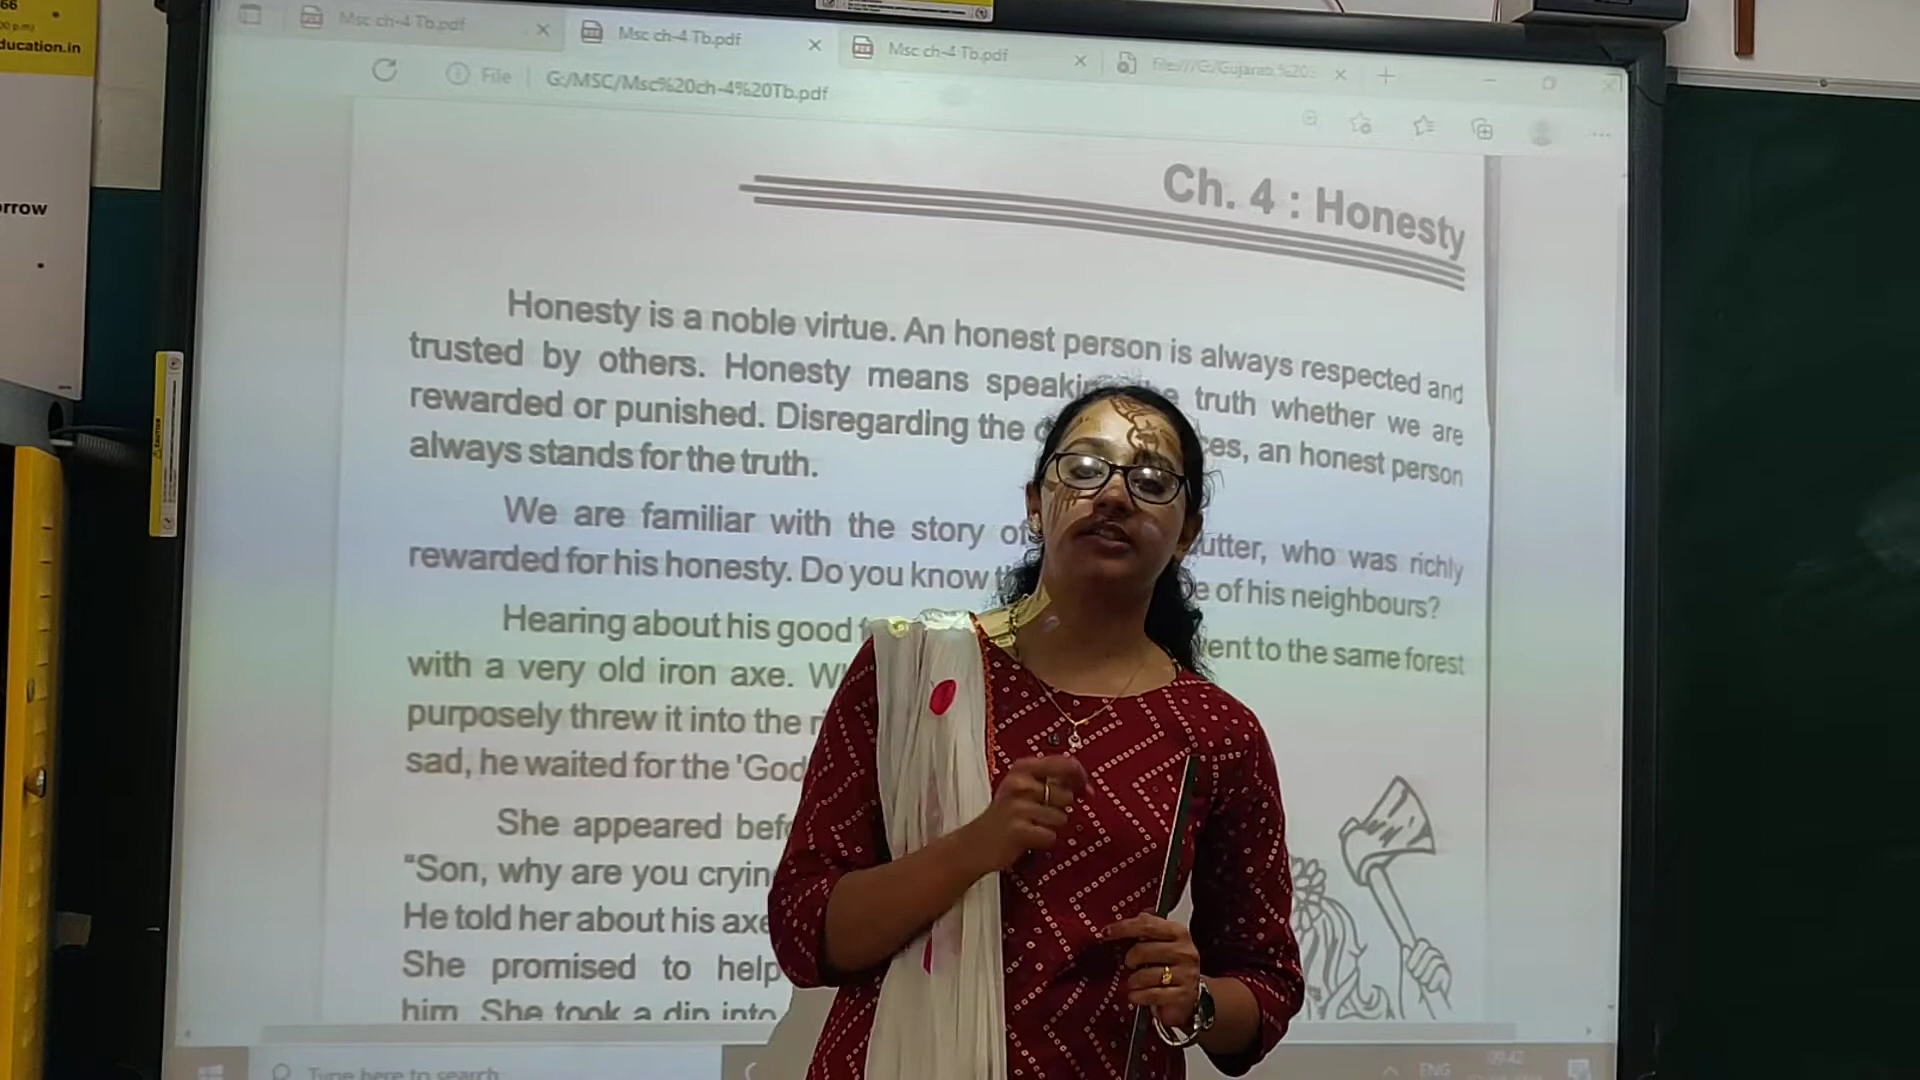 66
ducation.in
orrow
Msc ch-4 Tb.pdf
Msc ch-4 Tb.pdf
Msc ch-4 Tb.pdf
File
G:/MSC/Msc%20ch-4%20Tb.pdf
Ch. 4 : Honesty
Honesty is a noble virtue. An honest person is always respected and
trusted by others. Honesty means speaki truth whether we are
rewarded or punished. Disregarding the ces, an honest person
always stands for the truth.
We are familiar with the story of utter, who was richly
rewarded for his honesty. Do you know e of his neighbours?
Hearing about his good went to the same forest
with a very old iron axe. W
purposely threw it into the r
sad, he waited for the 'God
She appeared bef
“Son, why are you cryin
He told her about his axe
She promised to help
him. She took a dip into
Type here to search
ENG
09:42